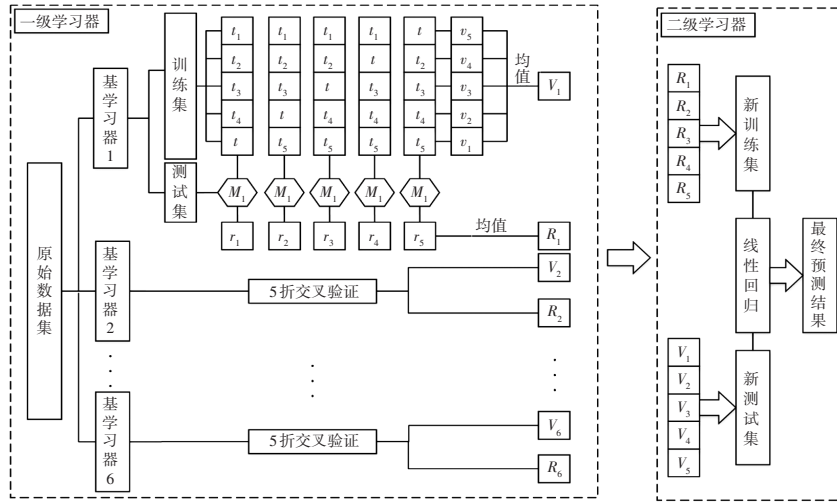 一级学习器
训练集
t1 t1 t1 t1 t v5
t2 t2 t2 t t2 v4
t3 t3 t t3 t3 v3
t4 t t4 t4 t4 v2
t t5 t5 t5 t5 v1
均值
V1
基学习器1
测试集
M1 M1 M1 M1 M1
r1 r2 r3 r4 r5
均值
R1
原始数据集
基学习器2
5折交叉验证
V2
R2
基学习器6
5折交叉验证
V6
R6
二级学习器
R1
R2
R3
R4
R5
新训练集
线性回归
最终预测结果
V1
V2
V3
V4
V5
新测试集